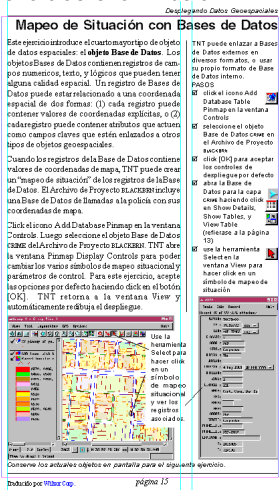 Desplegando Datos Geoespaciales
Mapeo de Situación con Bases de Datos
Este ejercicio introduce el cuarto mayor tipo de objeto
de datos espaciales: el objeto Base de Datos. Los
objetos Bases de Datos contienen registros de cam-
pos numericos, texto, y lógicos que pueden tener
alguna calidad espacial. Un registro de Bases de
Datos puede estar relacionado a una coordenada
espacial de dos formas: (1) cada registro puede
contener valores de coordenadas explícitas, o (2)
cada registro puede contener atributos que actuen
como campos claves que estén enlazados a otros
tipos de objetos geoespaciales.
Cuando los registros de la Base de Datos contiene
valores de coordenadas de mapa, TNT puede crear
un "mapeo de situación" de los registros de la Base
de Datos. El Archivo de Proyecto BLACKBRN incluye
una Base de Datos de llamadas a la policía con sus
coordenadas de mapa.
Click el icono Add Database Pinmap en la ventana
Controls. Luego seleccione el objeto Base de Datos
CRIME del Archivo de Proyecto BLACKBRN. TNT abre
la ventana Pinmap Display Controls para poder
cambiar los varios símbolos de mapeo situacional y
parámetros de control. Para este ejercicio, acepte
las opciones por defecto haciendo click en el botón
[OK]. TNT retorna a la ventana View y
automáticamente redibuja el despliegue.
TNT puede enlazar a Bases
de Datos externos en
diversos formatos, o usar
su propio formato de Base
de Datos interno.
PASOS
click el icono Add
Database Table
Pinmap en la ventana
Controls
seleccione el objeto
Base de Datos CRIME en
el Archivo de Proyecto
BLACKBRN
click [OK] para aceptar
los controles de
despliegue por defecto
abra la Base de
Datos para la capa
CRIME haciendo click
en Show Details,
Show Tables, y
View Table
(refierase a la página
13)
use la herramienta
Select en la
ventana View para
hacer click en un
símbolo de mapeo de
situación
Use la
herramienta
Select para
hacer click
en un
símbolo
de mapeo
situacional
y ver los
registros
asociados.
Conserve los actuales objetos en pantalla para el siguiente ejercicio.
Traducido por Wilnur Corp.
página 15